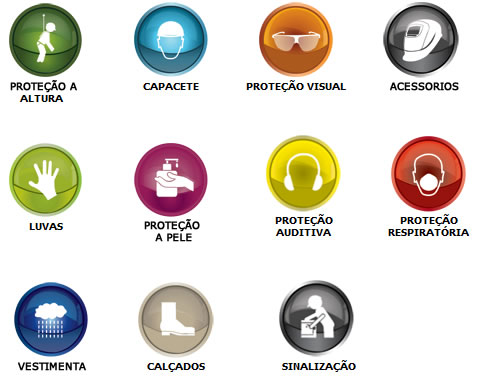 PROTEÇÃO A
ALTURA
CAPACETE
PROTEÇÃO VISUAL
ACESSORIOS
LUVAS
PROTEÇÃO
A PELE
PROTEÇÃO
AUDITIVA
PROTEÇÃO
RESPIRATÓRIA
VESTIMENTA
CALÇADOS
SINALIZAÇÃO